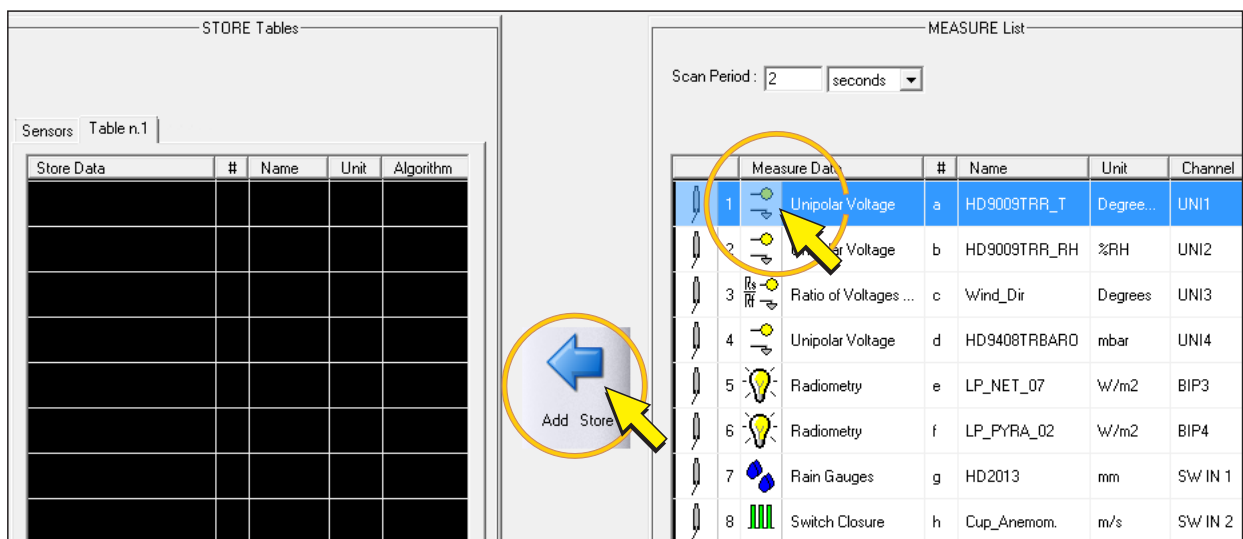 STORE Tables
Sensors Table n.1
Store Data # Name Unit Algorithm
Add Store
MEASURE List
Scan Period : 2 seconds
Measure Data # Name Unit Channel
1 Unipolar Voltage a HD9009TRR_T Degree... UNI1
2 Voltage b HD9009TRR_RH %RH UNI2
3 Rs Rf Ratio of Voltages ... c Wind_Dir Degrees UNI3
4 Unipolar Voltage d HD9408TRBARO mbar UNI4
5 Radiometry e LP_NET_07 W/m2 BIP3
6 Radiometry f LP_PYRA_02 W/m2 BIP4
7 Rain Gauges g HD2013 mm SW IN 1
8 Switch Closure h Cup_Anemom. m/s SW IN 2